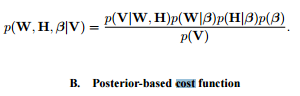 p(W, H, β|V) = p(V|W, H)p(W|β)p(H|β)p(β) / p(V).
B. Posterior-based cost function